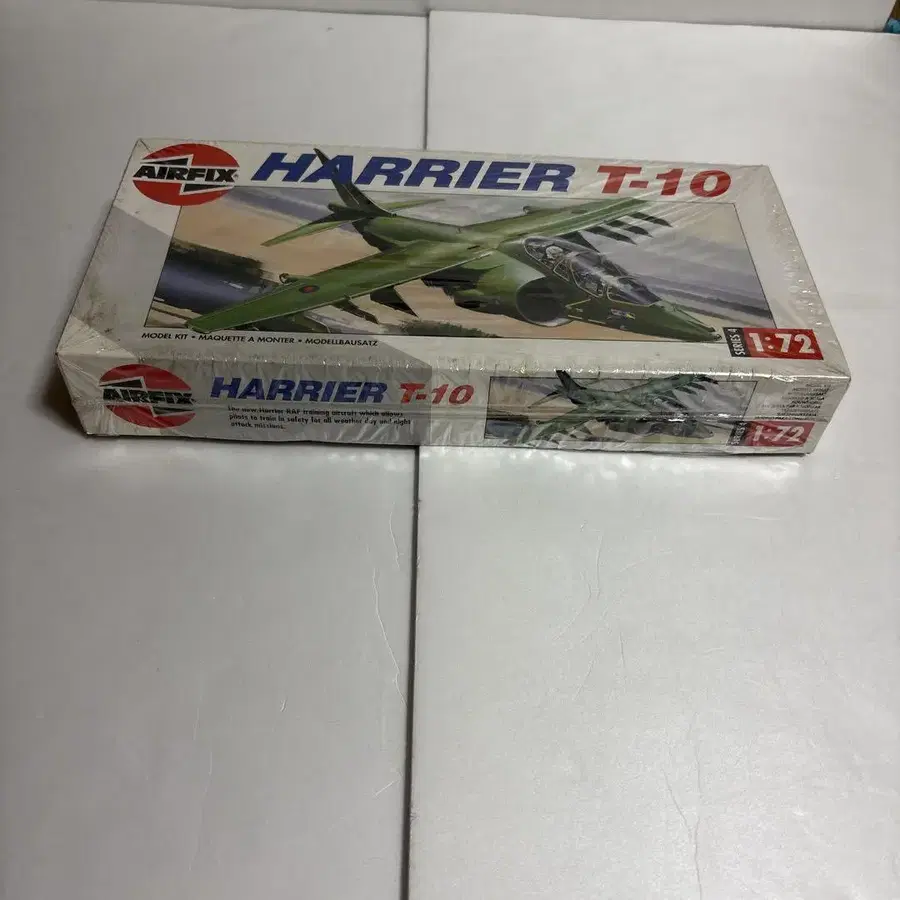 AIRFIX
HARRIER T-10
MODEL KIT • MAQUETTE A MONTER • MODELLBAUSATZ
SERIES 4
1:72
AIRFIX
HARRIER T-10
The new Harrier RAF training aircraft which allows
pilots to train in safety for all weather day and night
attack missions.
SERIES 4
1:72